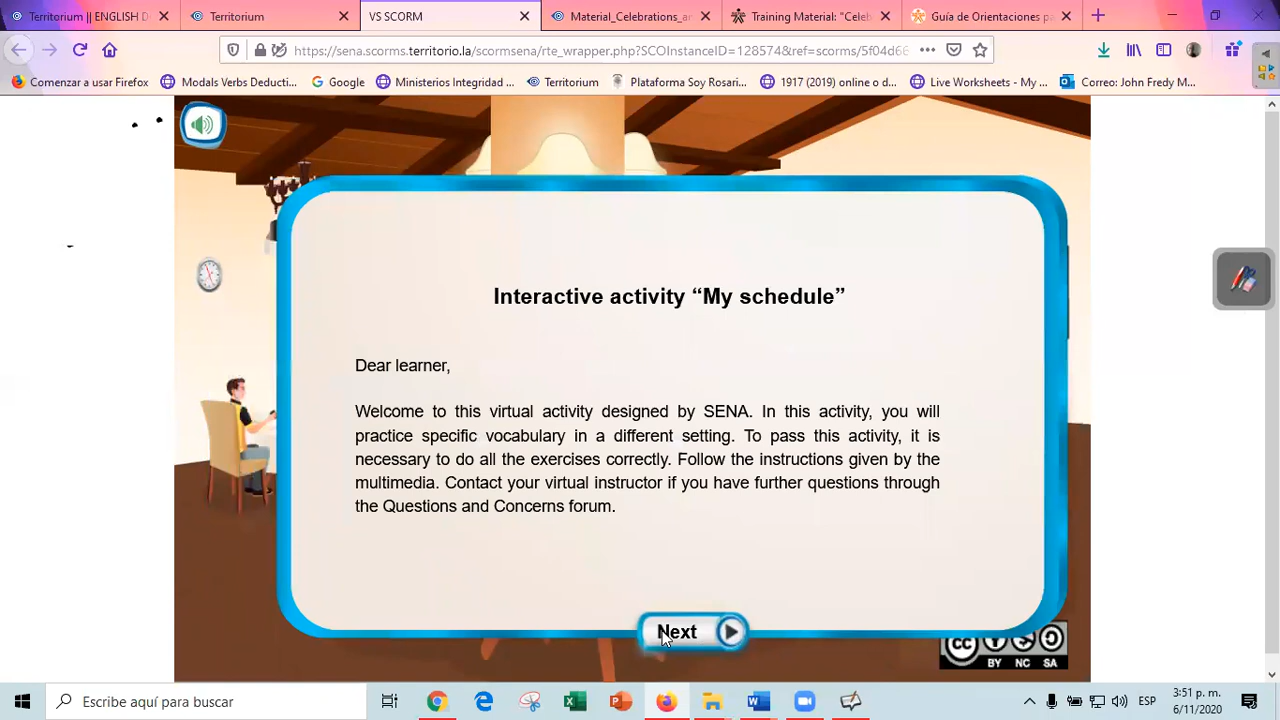 Territorium | ENGLISH D
Territorium
VS SCORM
Material_Celebrations_an
Training Material: "Celeb
Guía de Orientaciones pa
https://sena.scorms.territorio.la/scormsena/rte_wrapper.php?SCOInstanceID=128574&ref=scorms/5f04d66
Comenzar a usar Firefox
Modals Verbs Deducti...
Google
Ministerios Integridad ...
Territorium
Plataforma Soy Rosari...
1917 (2019) online o d...
Live Worksheets - My ...
Correo: John Fredy M...
Interactive activity “My schedule”
Dear learner,
Welcome to this virtual activity designed by SENA. In this activity, you will
practice specific vocabulary in a different setting. To pass this activity, it is
necessary to do all the exercises correctly. Follow the instructions given by the
multimedia. Contact your virtual instructor if you have further questions through
the Questions and Concerns forum.
Next
cc
BY NC SA
Escribe aquí para buscar
ESP
3:51 p. m.
6/11/2020